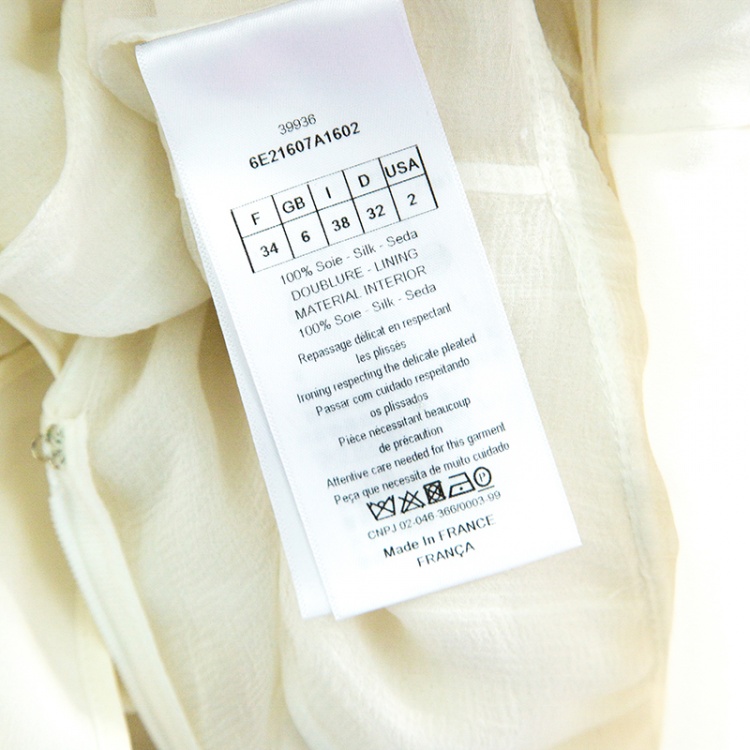 39936
6E21607A1602
F GB I D USA
34 6 38 32 2
100% Soie - Silk - Seda
DOUBLURE - LINING
MATERIAL INTERIOR
100% Soie - Silk - Seda
Repassage délicat en respectant
les plissés
Ironing respecting the delicate pleated
Passar com cuidado respeitando
os plissados
Pièce nécessitant beaucoup
de précaution
Attentive care needed for this garment
Peça que necessita de muito cuidado
P
CNPJ 02-046-366/0003-99
Made In FRANCE
FRANÇA